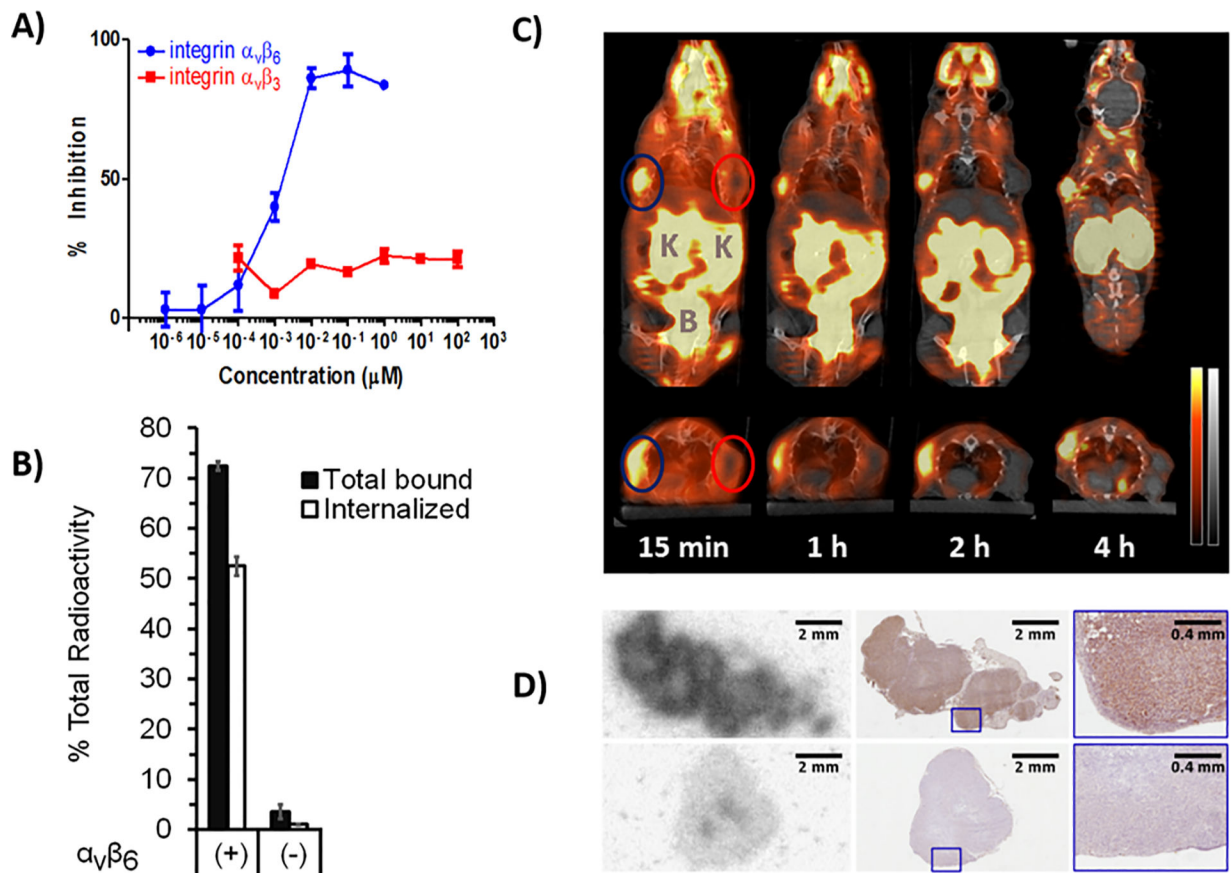 A)
100
50
0
% Inhibition
integrin αvβ6
integrin αvβ3
10-6 10-5 10-4 10-3 10-2 10-1 100 101 102 103
Concentration (μM)
B)
80
70
60
50
40
30
20
10
0
% Total Radioactivity
Total bound
Internalized
αvβ6 (+) (-)
C)
K K
B
15 min 1 h 2 h 4 h
D)
2 mm 2 mm 0.4 mm
2 mm 2 mm 0.4 mm